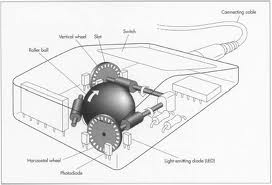 Connecting cable
Switch
Vertical wheel
Slot
Roller ball
Horizontal wheel
Photodiode
Light-emitting diode (LED)